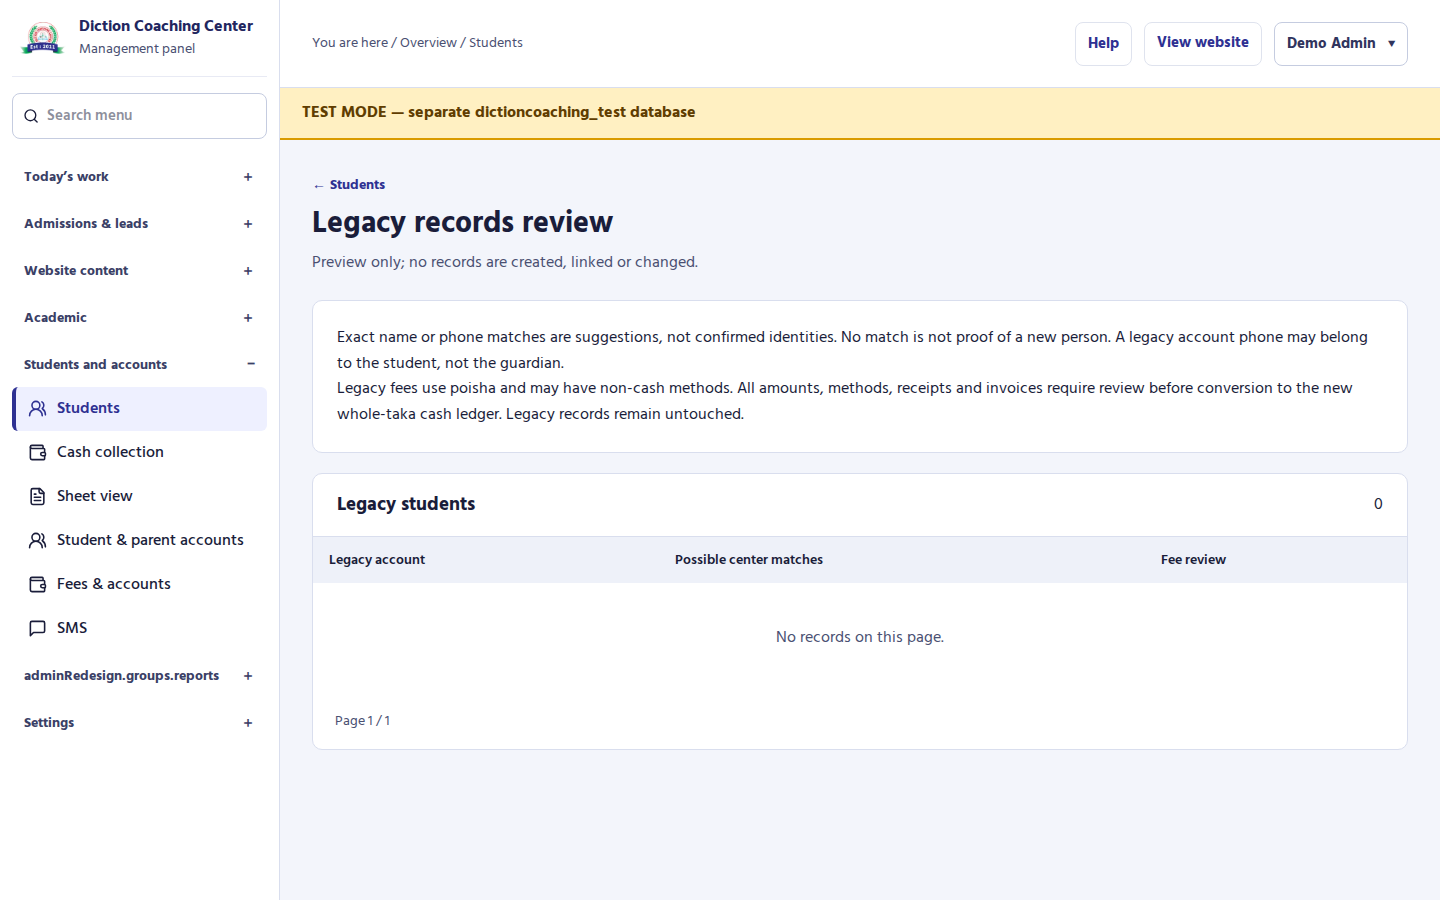 Diction Coaching Center
Management panel
Est : 2011
Search menu
Today’s work +
Admissions & leads +
Website content +
Academic +
Students and accounts −
Students
Cash collection
Sheet view
Student & parent accounts
Fees & accounts
SMS
adminRedesign.groups.reports +
Settings +
You are here / Overview / Students
Help
View website
Demo Admin ▾
TEST MODE — separate dictioncoaching_test database
← Students
Legacy records review
Preview only; no records are created, linked or changed.
Exact name or phone matches are suggestions, not confirmed identities. No match is not proof of a new person. A legacy account phone may belong
to the student, not the guardian.
Legacy fees use poisha and may have non-cash methods. All amounts, methods, receipts and invoices require review before conversion to the new
whole-taka cash ledger. Legacy records remain untouched.
Legacy students 0
Legacy account Possible center matches Fee review
No records on this page.
Page 1 / 1